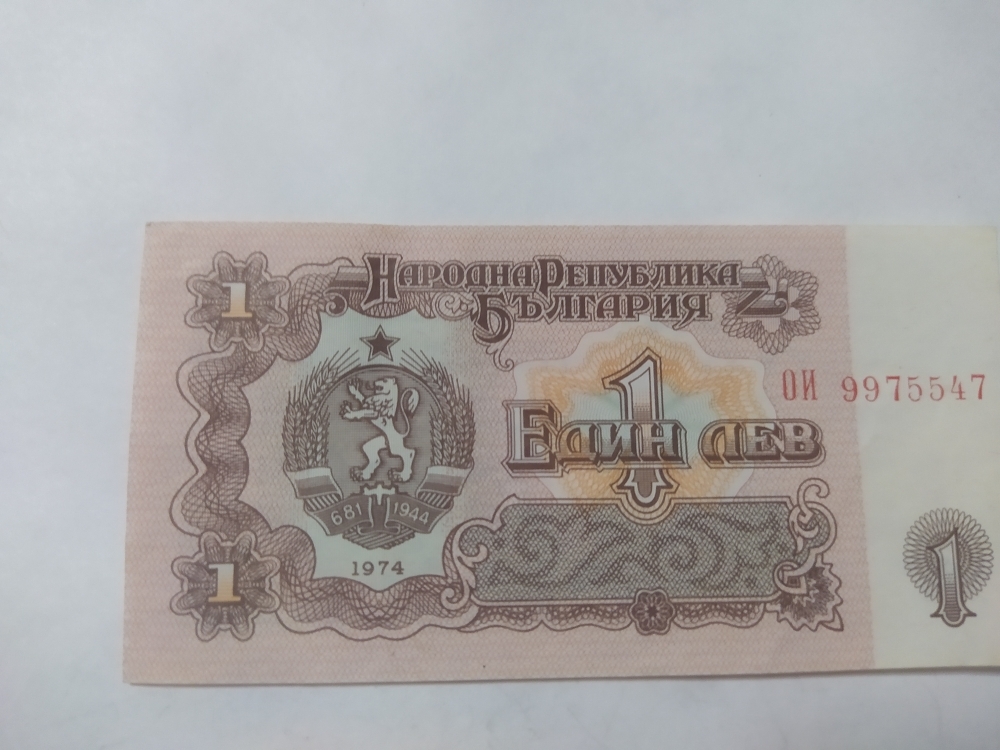 1
НАРОДНА РЕПУБЛИКА
БЪЛГАРИЯ
ОИ 9975547
1
ЕДИН ЛЕВ
681 1944
1974
1
1